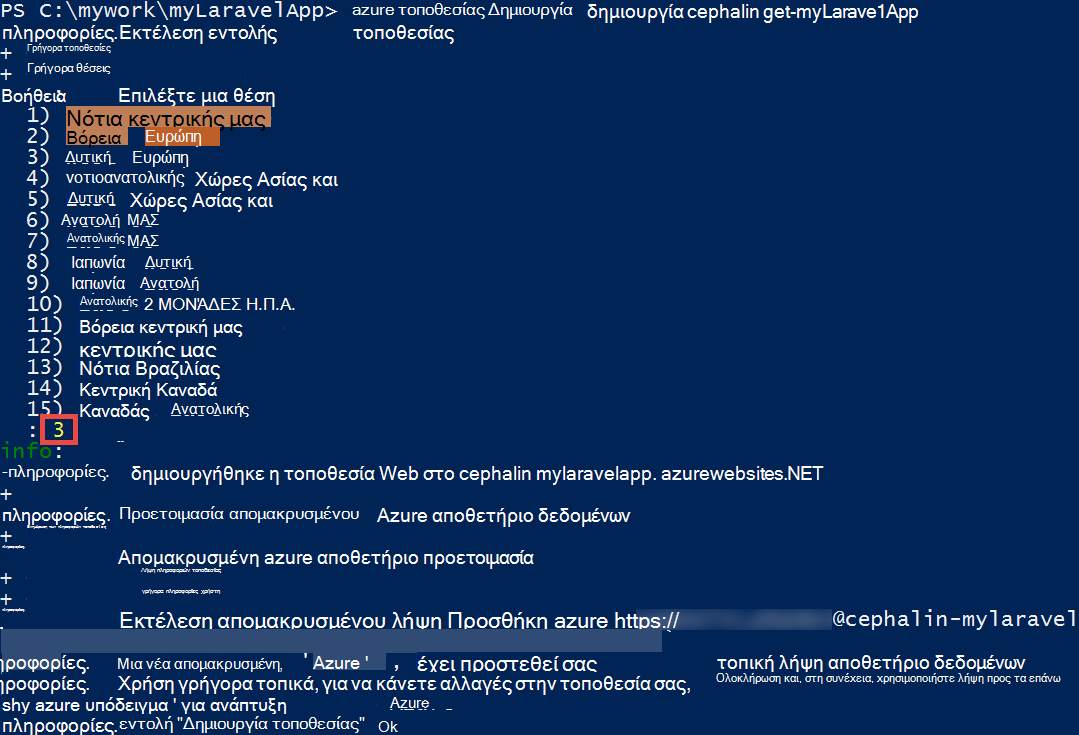 PS C:\mywork\myLaravelApp> azure τοποθεσίας Δημιουργία δημιουργία cephalin get-myLarave1App
πληροφορίες. Εκτέλεση εντολής τοποθεσίας
+ Γρήγορα τοποθεσίες
+ Γρήγορα θέσεις
Βοήθεια: Επιλέξτε μια θέση
1) Νότια κεντρικής μας
2) Βόρεια Ευρώπη
3) Δυτική Ευρώπη
4) νοτιοανατολικής Χώρες Ασίας και
5) Δυτική Χώρες Ασίας και
6) Ανατολή ΜΑΣ
7) Ανατολικής ΜΑΣ
8) Ιαπωνία Δυτική
9) Ιαπωνία Ανατολή
10) Ανατολικής 2 ΜΟΝΆΔΕΣ Η.Π.Α.
11) Βόρεια κεντρική μας
12) κεντρικής μας
13) Νότια Βραζιλίας
14) Κεντρική Καναδά
15) Καναδάς Ανατολικής
: 3
info:
-πληροφορίες. δημιουργήθηκε η τοποθεσία Web στο cephalin mylaravelapp. azurewebsites.NET
+
πληροφορίες. Προετοιμασία απομακρυσμένου Azure αποθετήριο δεδομένων
+
Απομακρυσμένη azure αποθετήριο προετοιμασία
+ Λήψη πληροφοριών τοποθεσίας
+ γρήγορα πληροφορίες χρήστη
Εκτέλεση απομακρυσμένου λήψη Προσθήκη azure https:// @cephalin-mylaravel
ηροφορίες. Μια νέα απομακρυσμένη, ' Azure ' , έχει προστεθεί σας τοπική λήψη αποθετήριο δεδομένων
ηροφορίες. Χρήση γρήγορα τοπικά, για να κάνετε αλλαγές στην τοποθεσία σας, Ολοκλήρωση και, στη συνέχεια, χρησιμοποιήστε λήψη προς τα επάνω
shy azure υπόδειγμα ' για ανάπτυξη Azure
πληροφορίες. εντολή "Δημιουργία τοποθεσίας" Ok